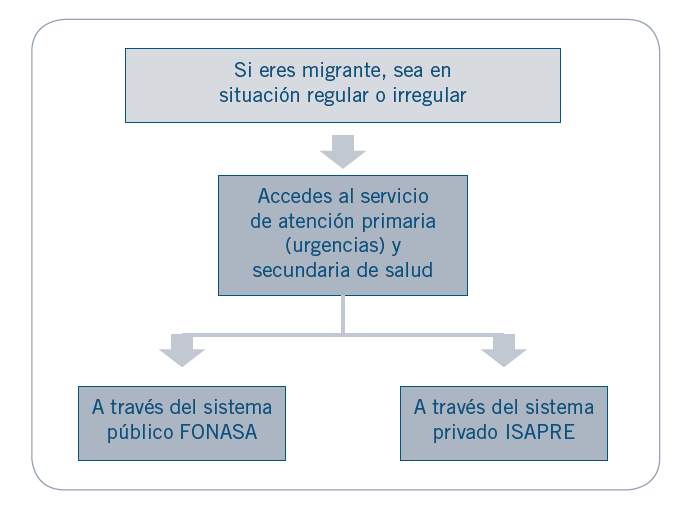 Si eres migrante, sea en
situación regular o irregular
Accedes al servicio
de atención primaria
(urgencias) y
secundaria de salud
A través del sistema
público FONASA
A través del sistema
privado ISAPRE